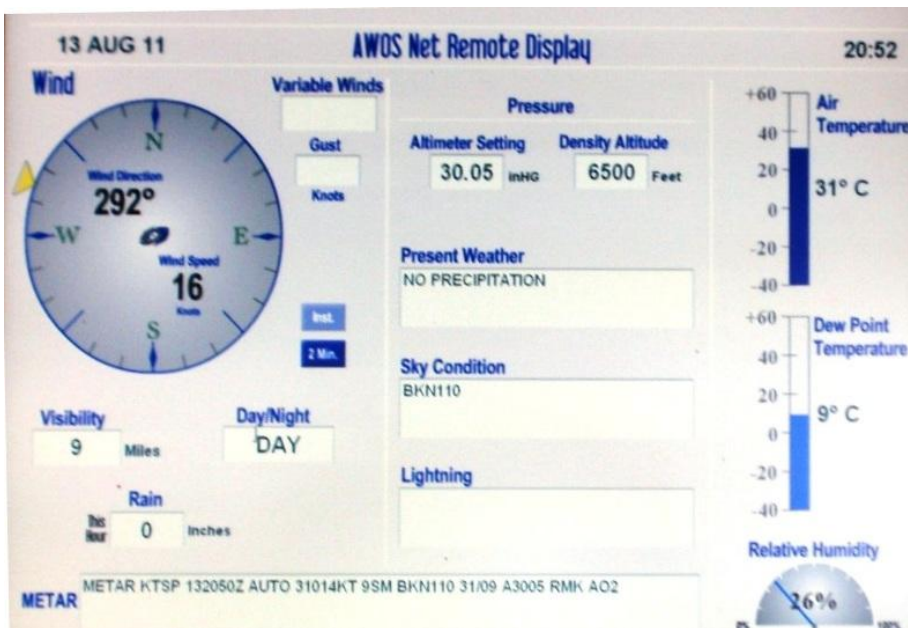 13 AUG 11
AWOS Net Remote Display
20:52
Wind
N
Wind Direction
292°
W
E
Wind Speed
16
Knots
S
Variable Winds
Gust
Knots
Inst.
2 Min.
Visibility
9 Miles
Day/Night
DAY
Rain
This
Hour
0 Inches
Pressure
Altimeter Setting
30.05 inHG
Density Altitude
6500 Feet
Present Weather
NO PRECIPITATION
Sky Condition
BKN110
Lightning
+60
40
20
0
-20
-40
Air
Temperature
31° C
+60
40
20
0
-20
-40
Dew Point
Temperature
9° C
Relative Humidity
26%
0%
100%
METAR
METAR KTSP 132050Z AUTO 31014KT 9SM BKN110 31/09 A3005 RMK AO2